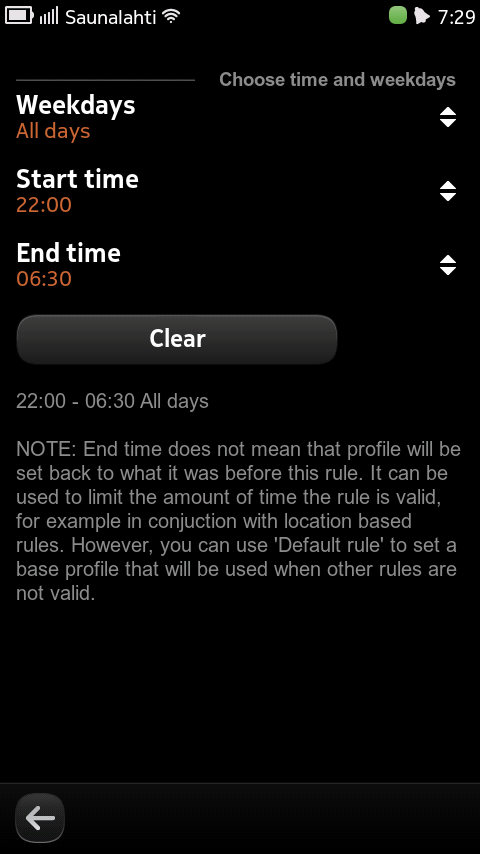 Saunalahti 7:29
Choose time and weekdays
Weekdays
All days
Start time
22:00
End time
06:30
Clear
22:00 - 06:30 All days
NOTE: End time does not mean that profile will be
set back to what it was before this rule. It can be
used to limit the amount of time the rule is valid,
for example in conjuction with location based
rules. However, you can use 'Default rule' to set a
base profile that will be used when other rules are
not valid.